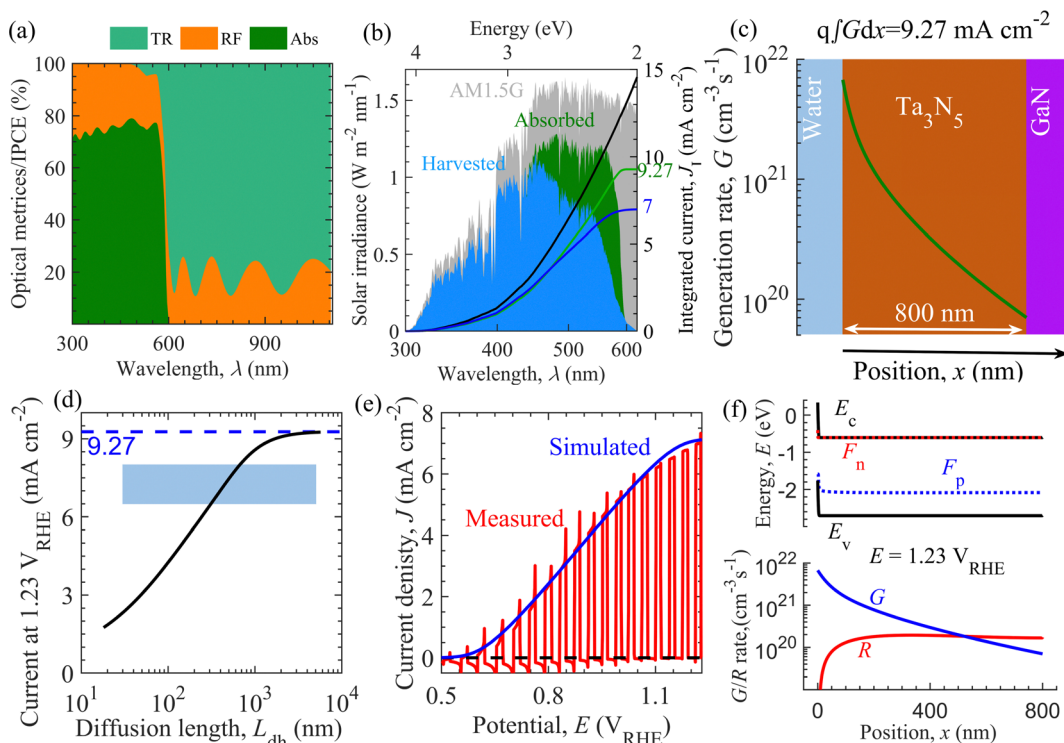 (a)
TR RF Abs
Optical metrices/IPCE (%)
100
80
60
40
20
300 600 900
Wavelength, λ (nm)
(b)
Energy (eV)
4 3 2
AM1.5G
Absorbed
Harvested
9.27
7
Solar irradiance (W m⁻² nm⁻¹)
1.5
1
0.5
0
Integrated current, J_I (mA cm⁻²)
15
10
5
0
300 400 500 600
Wavelength, λ (nm)
(c)
q∫Gdx=9.27 mA cm⁻²
Generation rate, G (cm⁻³s⁻¹)
10²²
10²¹
10²⁰
Water
Ta₃N₅
GaN
800 nm
Position, x (nm)
(d)
Current at 1.23 V_RHE (mA cm⁻²)
9
6
3
0
9.27
10¹ 10² 10³ 10⁴
Diffusion length, L_dh (nm)
(e)
Current denisty, J (mA cm⁻²)
8
6
4
2
0
Simulated
Measured
0.5 0.8 1.1
Potential, E (V_RHE)
(f)
Energy, E (eV)
0
-1
-2
E_c
F_n
F_p
E_v
E = 1.23 V_RHE
G/R rate,(cm⁻³s⁻¹)
10²²
10²¹
10²⁰
G
R
0 400 800
Position, x (nm)